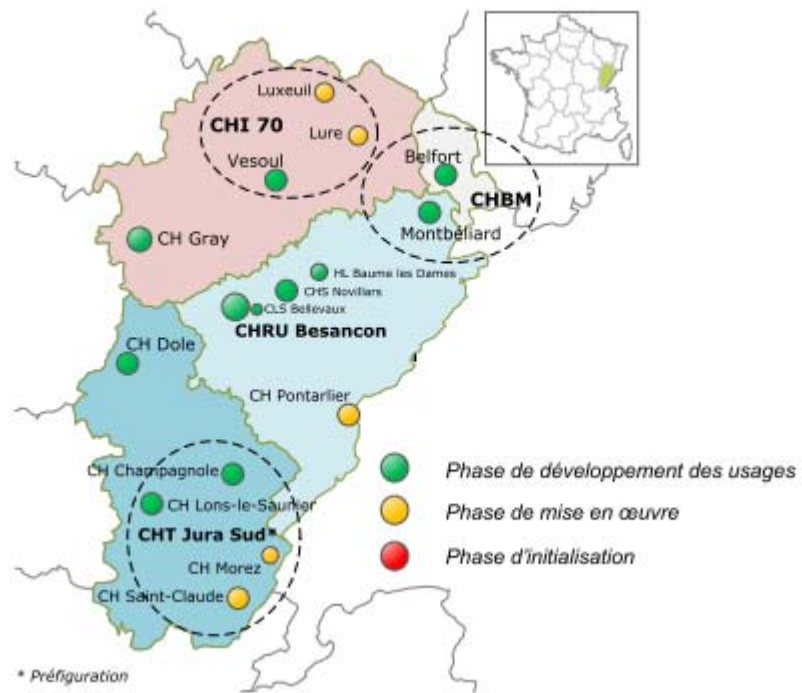 Luxeuil
CHI 70
Lure
Vesoul
Belfort
CHBM
Montbéliard
CH Gray
HL Baume les Dames
CHS Novillars
CLS Bellevaux
CHRU Besancon
CH Dole
CH Pontarlier
CH Champagnole
CH Lons-le-Saunier
CHT Jura Sud*
CH Morez
CH Saint-Claude
Phase de développement des usages
Phase de mise en œuvre
Phase d'initialisation
* Préfiguration